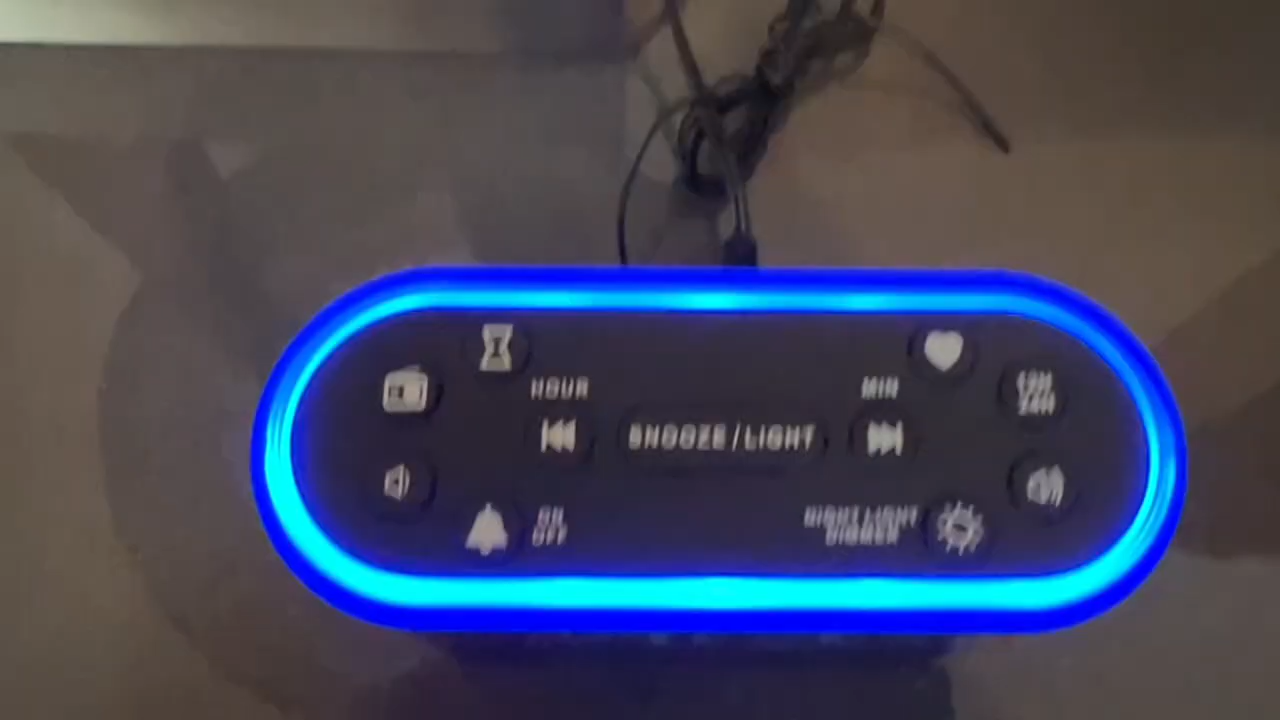 HOUR
MIN
12H
24H
SNOOZE/LIGHT
ON
OFF
NIGHT LIGHT
DIMMER